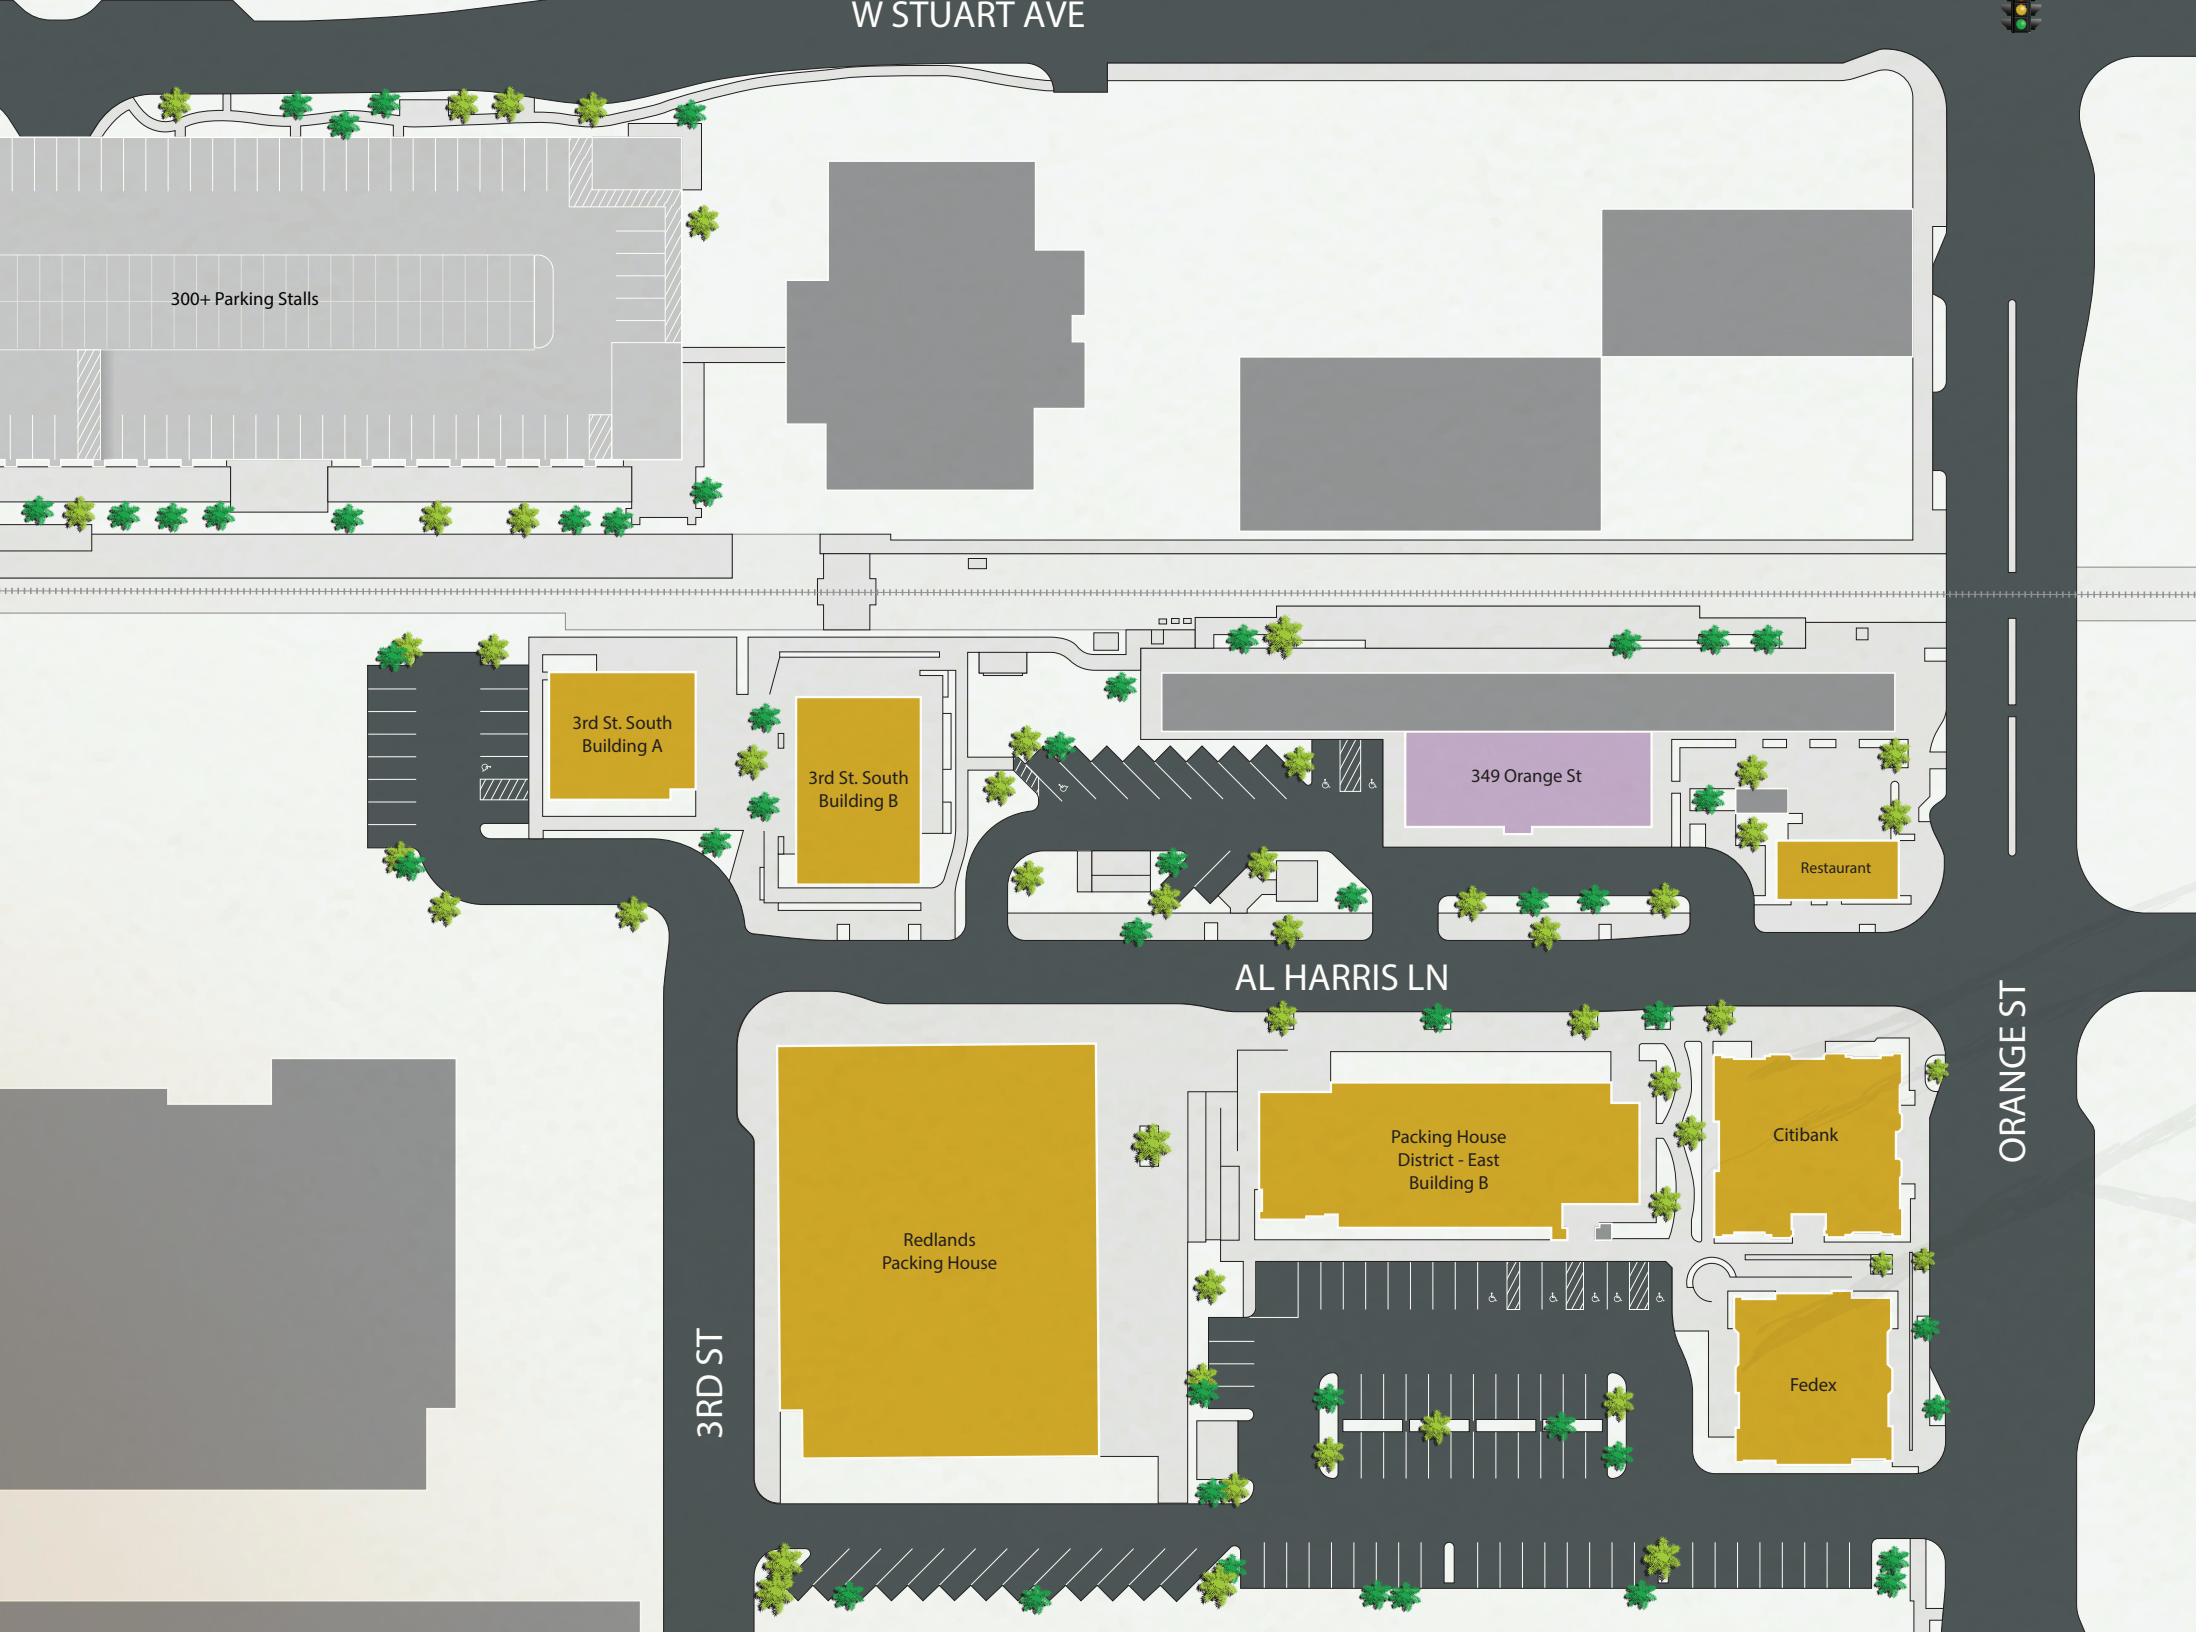 W STUART AVE
300+ Parking Stalls
3rd St. South
Building A
3rd St. South
Building B
349 Orange St
Restaurant
AL HARRIS LN
ORANGE ST
Packing House
District - East
Building B
Citibank
Redlands
Packing House
3RD ST
Fedex